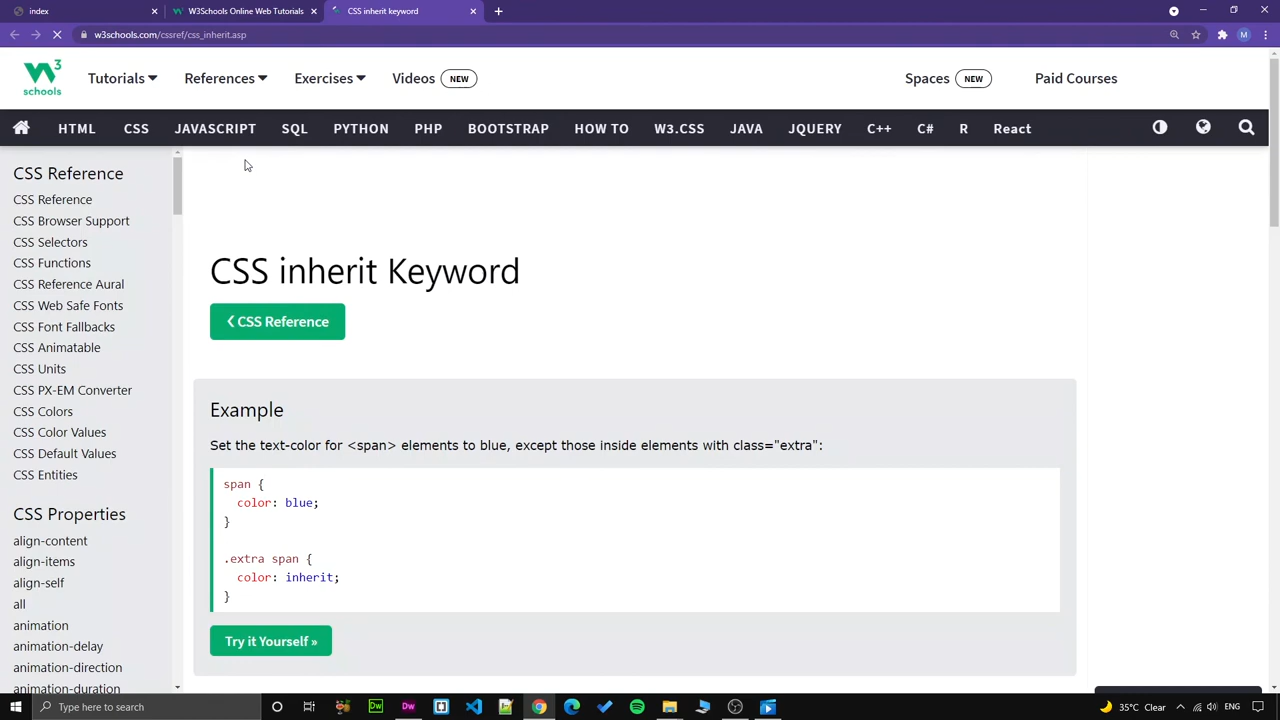 index
W3Schools Online Web Tutorials
CSS inherit keyword
w3schools.com/cssref/css_inherit.asp
M
W3 schools
Tutorials
References
Exercises
Videos NEW
Spaces NEW
Paid Courses
HTML CSS JAVASCRIPT SQL PYTHON PHP BOOTSTRAP HOW TO W3.CSS JAVA JQUERY C++ C# R React
CSS Reference
CSS Reference
CSS Browser Support
CSS Selectors
CSS Functions
CSS Reference Aural
CSS Web Safe Fonts
CSS Font Fallbacks
CSS Animatable
CSS Units
CSS PX-EM Converter
CSS Colors
CSS Color Values
CSS Default Values
CSS Entities
CSS Properties
align-content
align-items
align-self
all
animation
animation-delay
animation-direction
animation-duration
CSS inherit Keyword
❮ CSS Reference
Example
Set the text-color for <span> elements to blue, except those inside elements with class="extra":
span {
color: blue;
}
.extra span {
color: inherit;
}
Try it Yourself »
Type here to search
Dw
Dw
35°C Clear